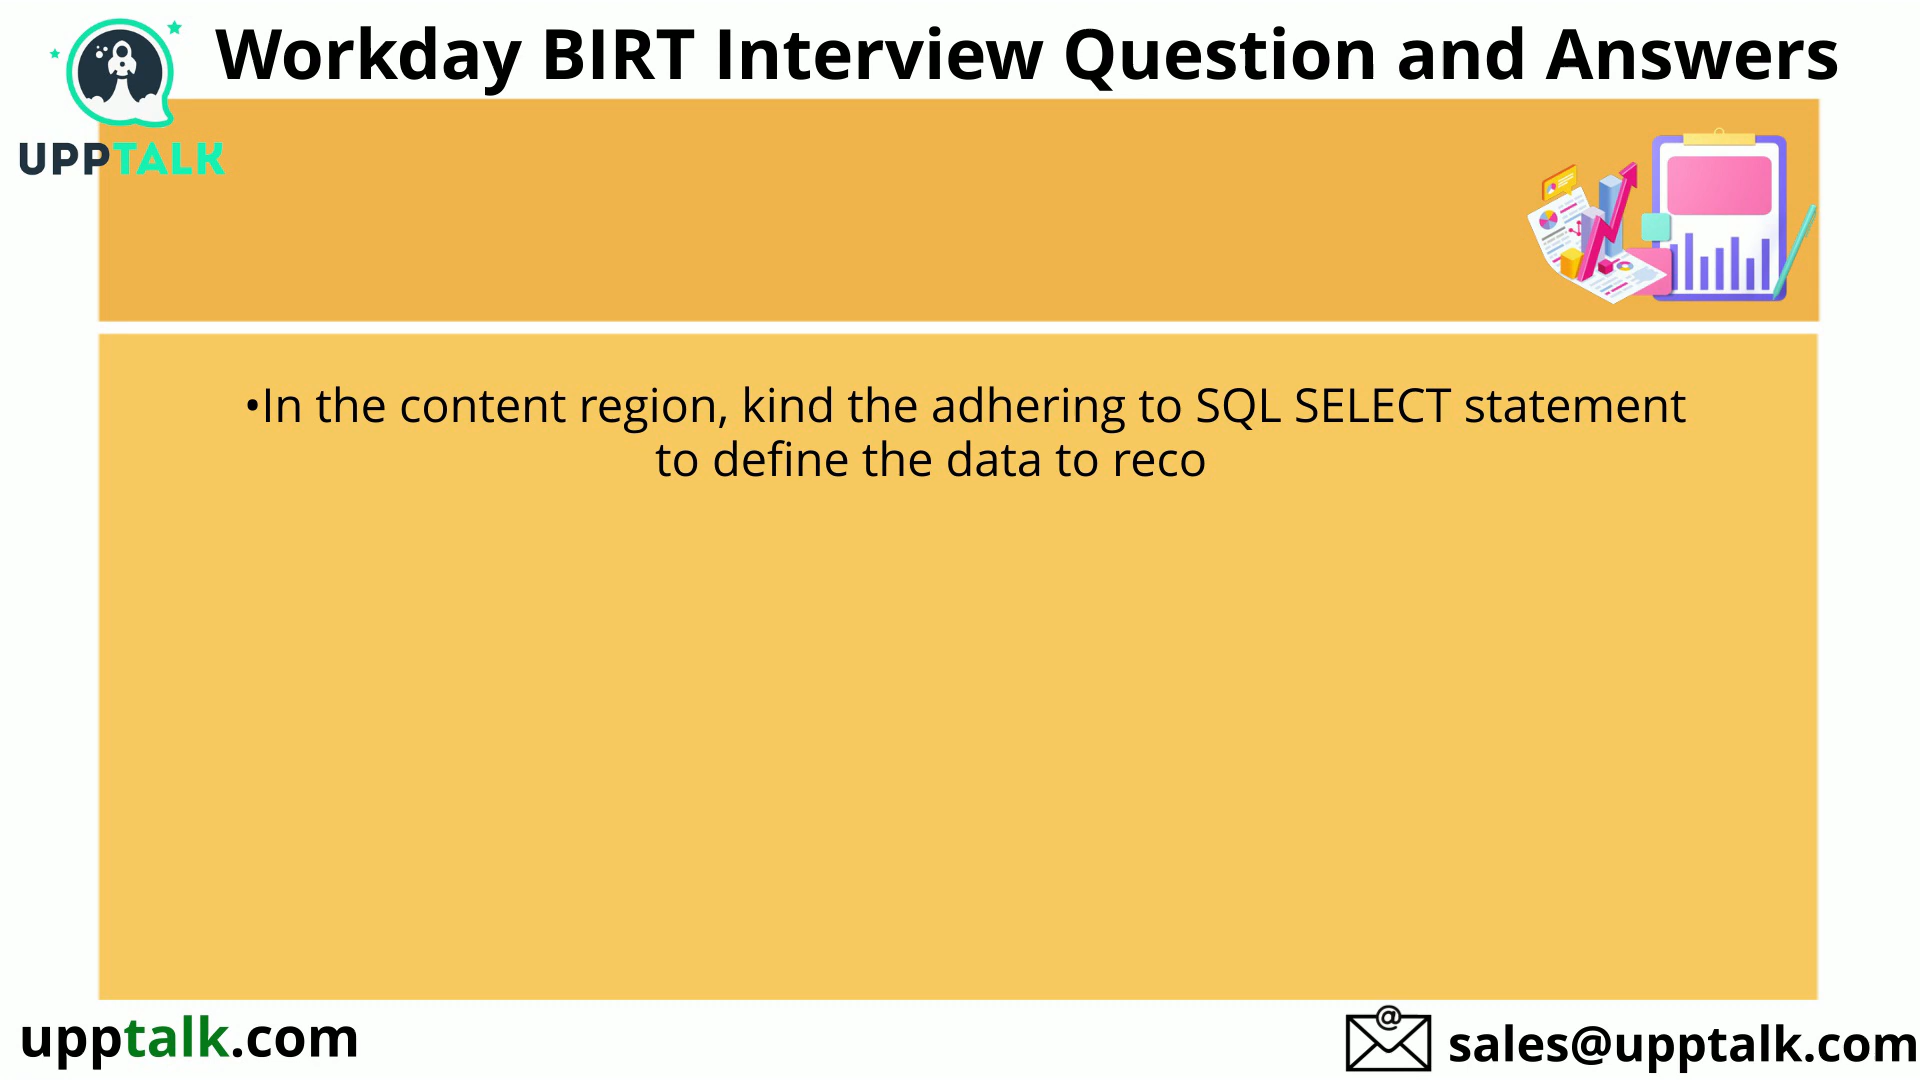 Workday BIRT Interview Question and Answers
UPPTALK
•In the content region, kind the adhering to SQL SELECT statement
to define the data to reco
upptalk.com
@
sales@upptalk.com